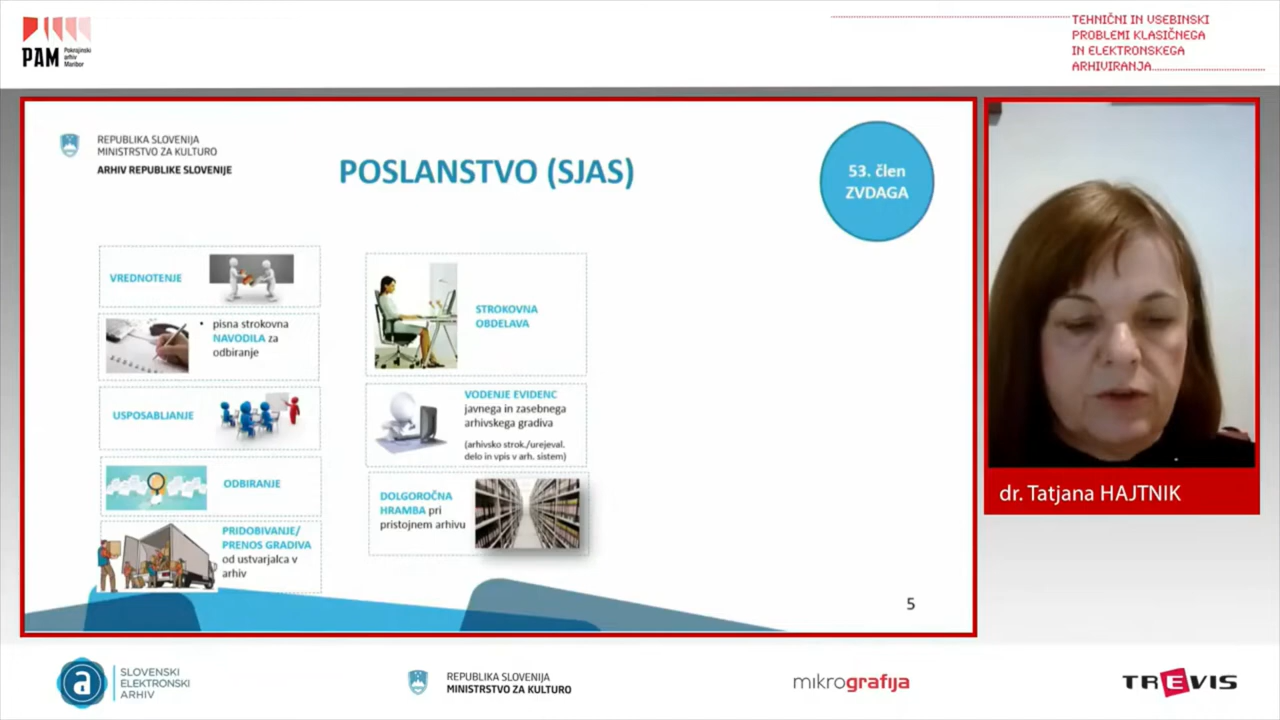 PAM Pokrajinski
arhiv
Maribor
TEHNIČNI IN VSEBINSKI
PROBLEMI KLASIČNEGA
IN ELEKTRONSKEGA
ARHIVIRANJA
REPUBLIKA SLOVENIJA
MINISTRSTVO ZA KULTURO
ARHIV REPUBLIKE SLOVENIJE
POSLANSTVO (SJAS)
53. člen
ZVDAGA
VREDNOTENJE
• pisna strokovna
NAVODILA za
odbiranje
USPOSABLJANJE
ODBIRANJE
PRIDOBIVANJE/
PRENOS GRADIVA
od ustvarjalca v
arhiv
STROKOVNA
OBDELAVA
VODENJE EVIDENC
javnega in zasebnega
arhivskega gradiva
(arhivsko strok./urejeval.
delo in vpis v arh. sistem)
DOLGOROČNA
HRAMBA pri
pristojnem arhivu
5
dr. Tatjana HAJTNIK
a
SLOVENSKI
ELEKTRONSKI
ARHIV
REPUBLIKA SLOVENIJA
MINISTRSTVO ZA KULTURO
mikrografija
TREVIS